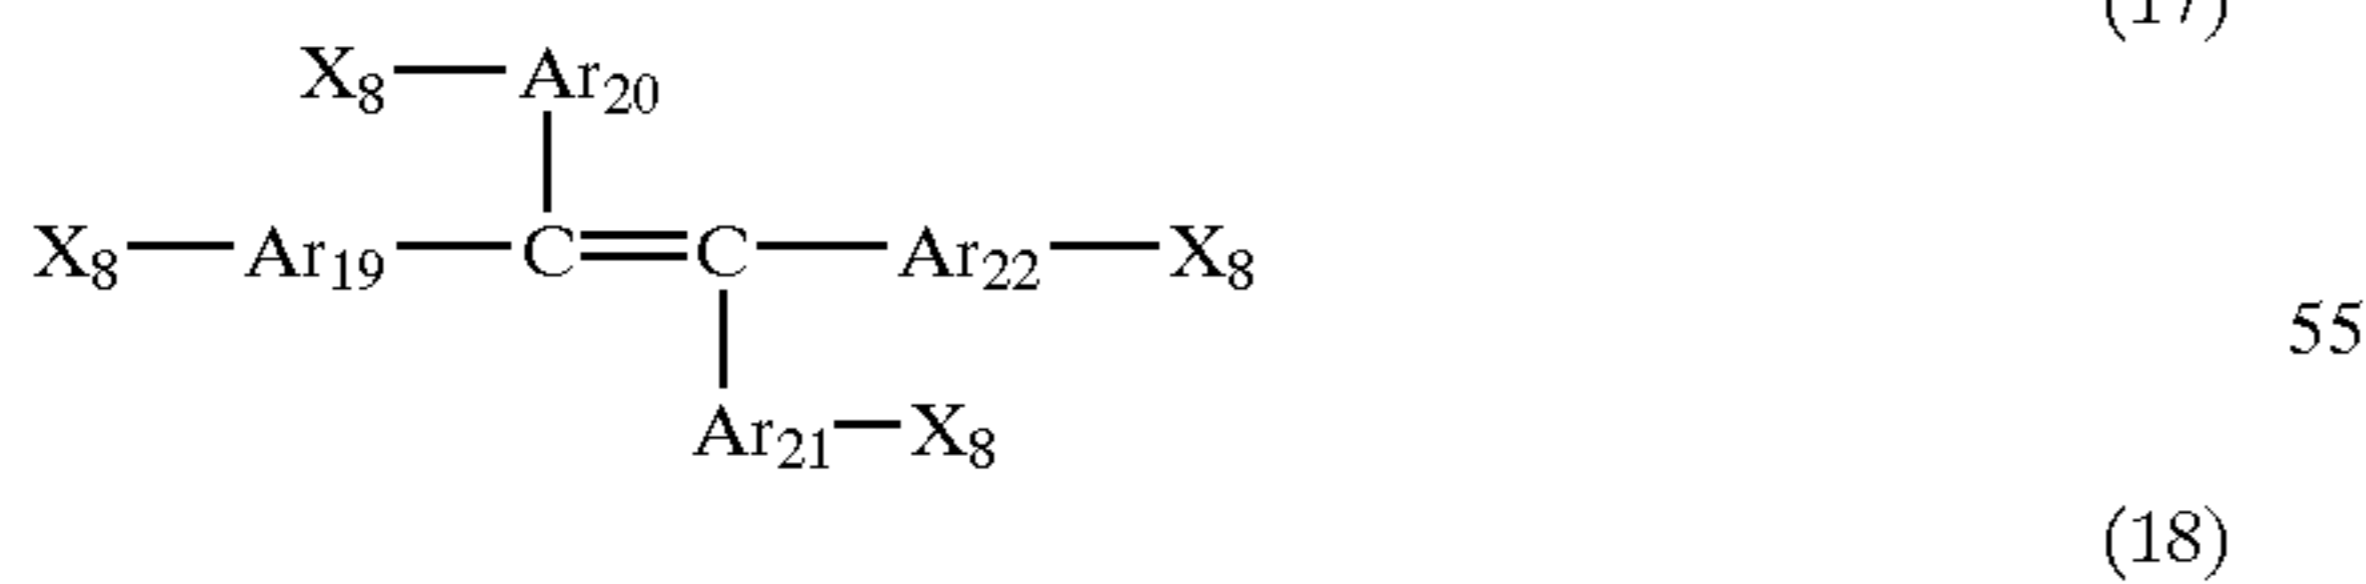 (17)
X8—Ar20
X8—Ar19—C=C—Ar22—X8
55
Ar21—X8
(18)